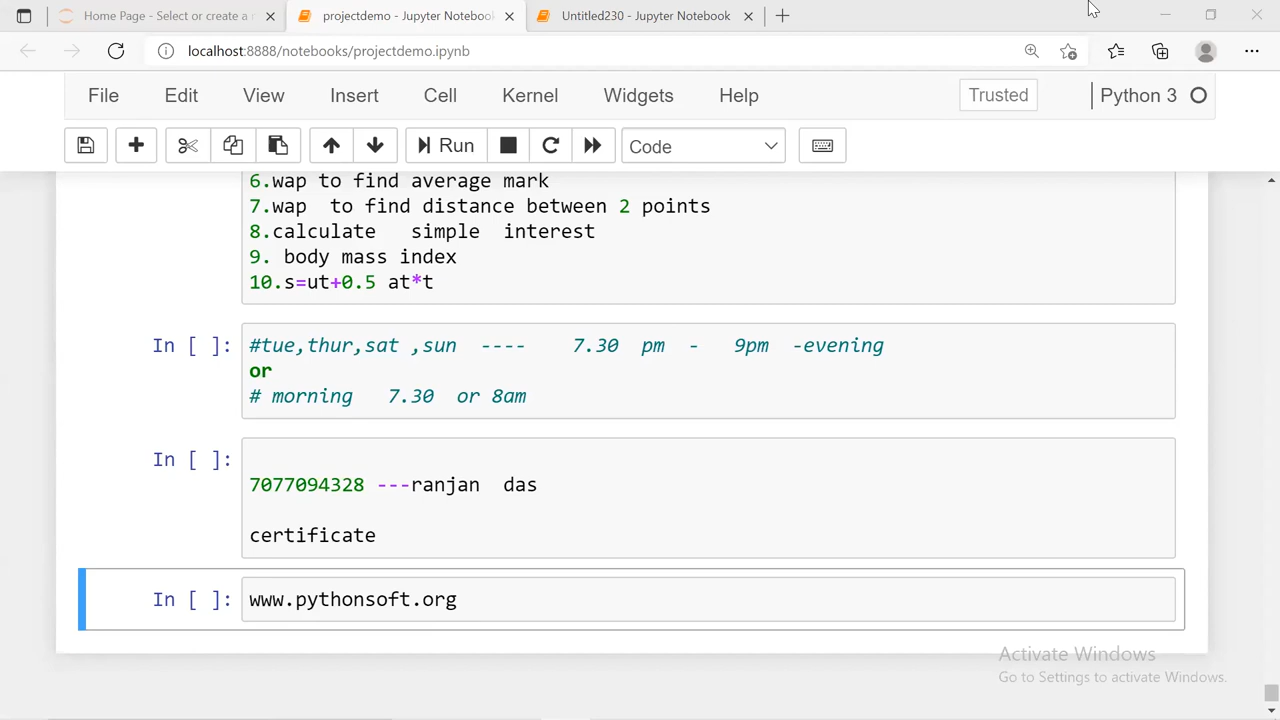 Home Page - Select or create a n
projectdemo - Jupyter Notebook
Untitled230 - Jupyter Notebook
localhost:8888/notebooks/projectdemo.ipynb
File Edit View Insert Cell Kernel Widgets Help Trusted Python 3
Run Code
6.wap to find average mark
7.wap  to find distance between 2 points
8.calculate   simple  interest
9. body mass index
10.s=ut+0.5 at*t
In [ ]: #tue,thur,sat ,sun  ----    7.30  pm  -   9pm  -evening
or
# morning   7.30  or 8am
In [ ]:
7077094328 ---ranjan  das
certificate
In [ ]: www.pythonsoft.org
Activate Windows
Go to Settings to activate Windows.